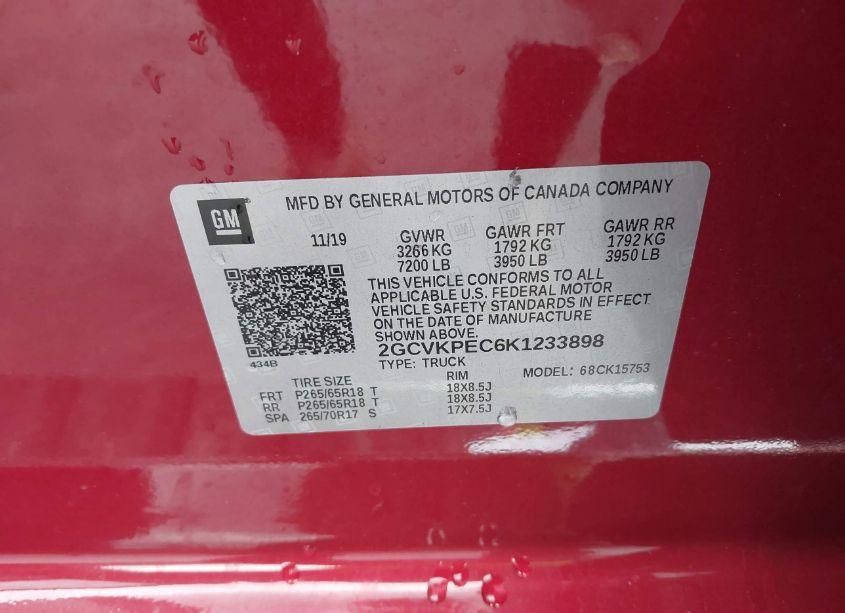 MFD BY GENERAL MOTORS OF CANADA COMPANY
GM
11/19 GVWR GAWR FRT GAWR RR
3266 KG 1792 KG 1792 KG
7200 LB 3950 LB 3950 LB
THIS VEHICLE CONFORMS TO ALL
APPLICABLE U.S. FEDERAL MOTOR
VEHICLE SAFETY STANDARDS IN EFFECT
ON THE DATE OF MANUFACTURE
SHOWN ABOVE.
2GCVKPEC6K1233898
434B
TYPE: TRUCK MODEL: 68CK15753
TIRE SIZE RIM
FRT P265/65R18 T 18X8.5J
RR P265/65R18 T 18X8.5J
SPA 265/70R17 S 17X7.5J